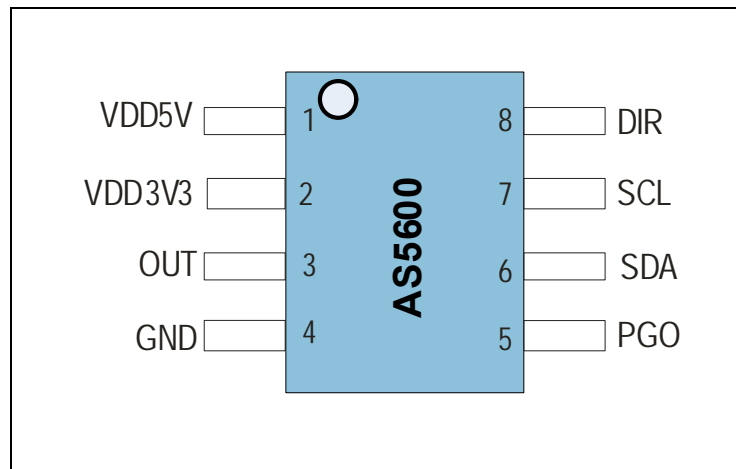 VDD5V 1 8 DIR
VDD3V3 2 7 SCL
OUT 3 6 SDA
GND 4 5 PGO
AS5600